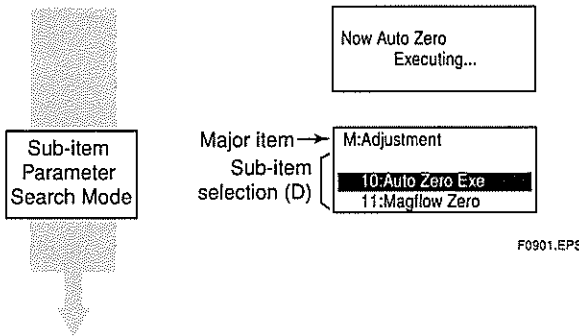 Now Auto Zero
Executing...
Sub-item
Parameter
Search Mode
Major item
Sub-item
selection (D)
M:Adjustment
10:Auto Zero Exe
11:Magflow Zero
F0901.EPS